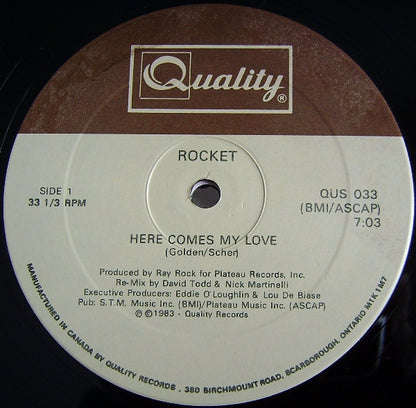 Quality ®
ROCKET
SIDE 1
33 1/3 RPM
QUS 033
(BMI/ASCAP)
7:03
HERE COMES MY LOVE
(Golden/Scher)
Produced by Ray Rock for Plateau Records, Inc.
Re-Mix by David Todd & Nick Martinelli
Executive Producers: Eddie O'Loughlin & Lou De Biase
Pub: S.T.M. Music Inc. (BMI)/Plateau Music Inc. (ASCAP)
℗ ©1983 - Quality Records
MANUFACTURED IN CANADA BY QUALITY RECORDS . 380 BIRCHMOUNT ROAD, SCARBOROUGH, ONTARIO M1K 1M7